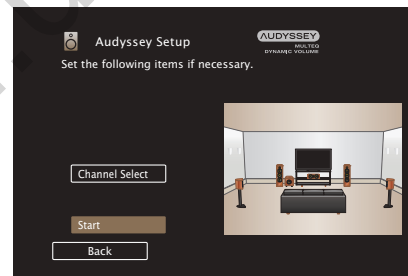 Audyssey Setup
AUDYSSEY
MULTEQ
DYNAMIC VOLUME
Set the following items if necessary.
Channel Select
Start
Back